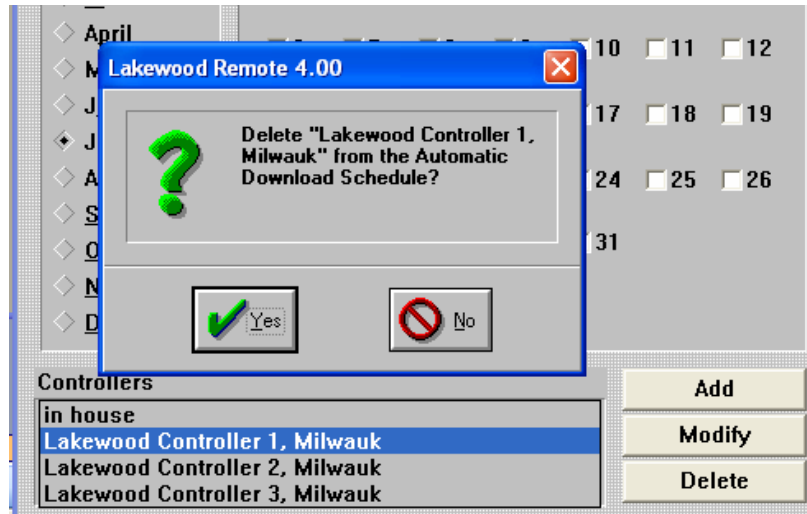 April
10 11 12
Lakewood Remote 4.00
M
J
17 18 19
J
Delete "Lakewood Controller 1,
Milwauk" from the Automatic
Download Schedule?
A
24 25 26
S
O
31
N
D
Yes No
Controllers
in house
Lakewood Controller 1, Milwauk
Lakewood Controller 2, Milwauk
Lakewood Controller 3, Milwauk
Add
Modify
Delete